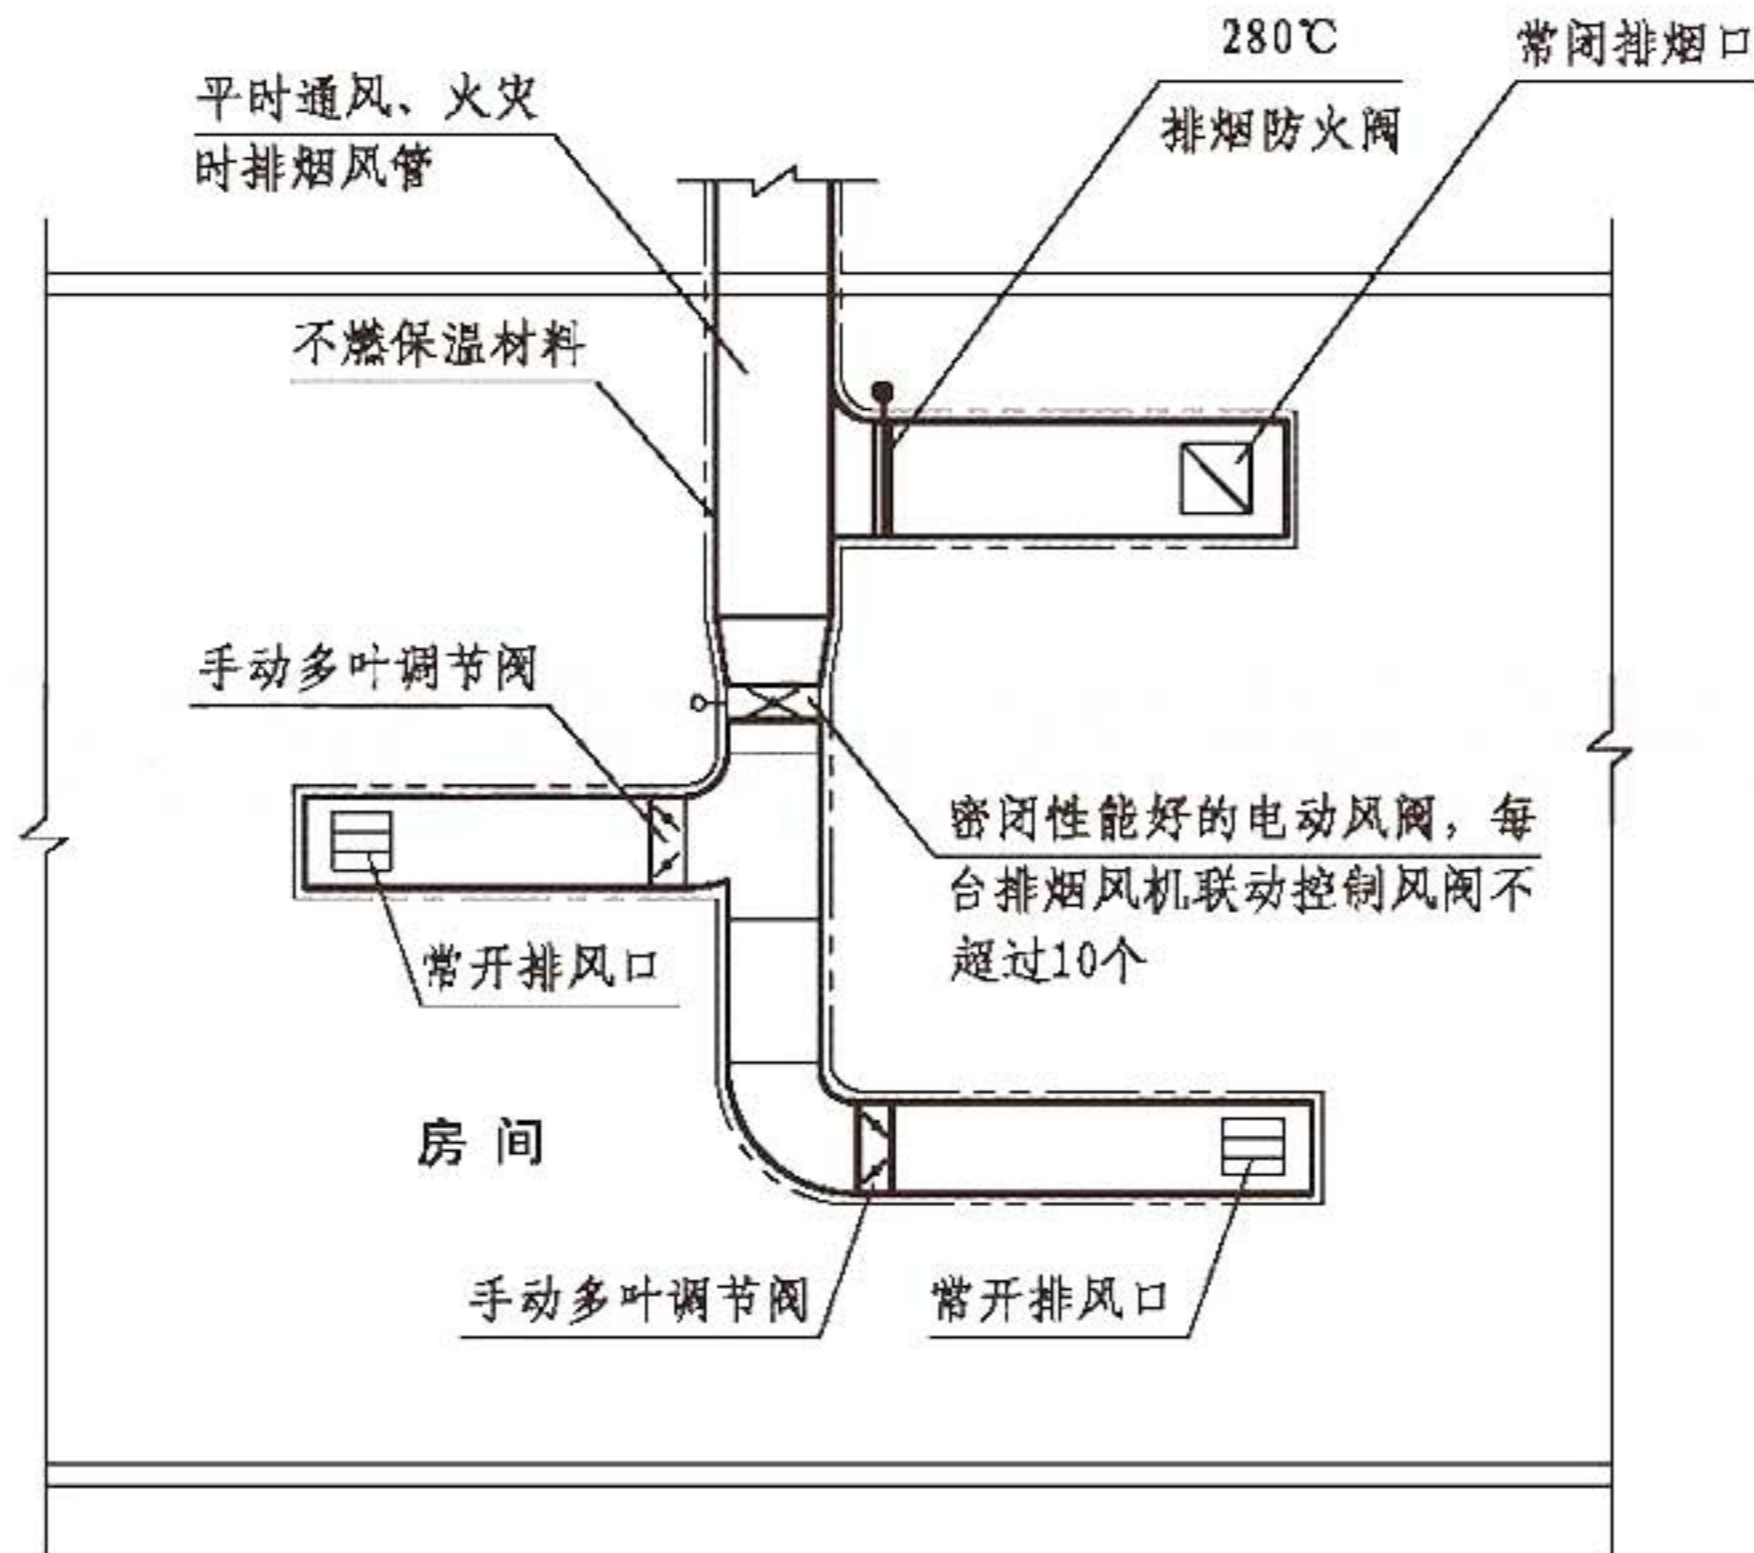 280℃
常闭排烟口
平时通风、火灾
时排烟风管
排烟防火阀
不燃保温材料
手动多叶调节阀
密闭性能好的电动风阀，每
台排烟风机联动控制风阀不
超过10个
常开排风口
房间
手动多叶调节阀
常开排风口